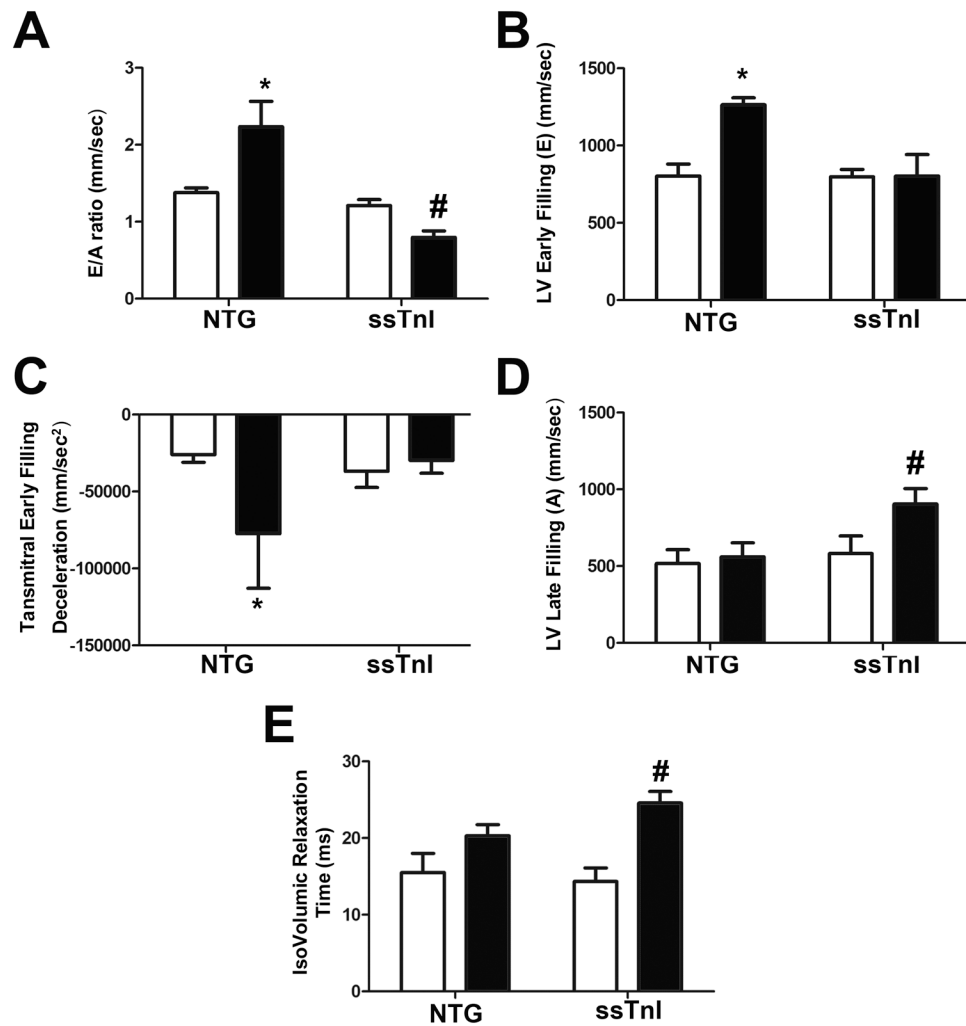 A
E/A ratio (mm/sec)
3
2
1
0
*
#
NTG
ssTnI
B
LV Early Filling (E) (mm/sec)
1500
1000
500
0
*
NTG
ssTnI
C
Tansmitral Early Filling
Deceleration (mm/sec²)
0
-50000
-100000
-150000
*
NTG
ssTnI
D
LV Late Filling (A) (mm/sec)
1500
1000
500
0
#
NTG
ssTnI
E
IsoVolumic Relaxation
Time (ms)
30
20
10
0
#
NTG
ssTnI